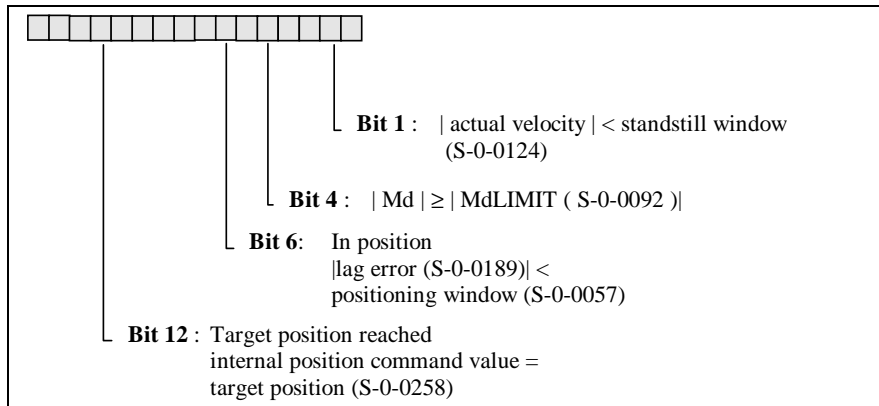 Bit 1 : | actual velocity | < standstill window
(S-0-0124)
Bit 4 : | Md | ≥ | MdLIMIT ( S-0-0092 )|
Bit 6: In position
|lag error (S-0-0189)| <
positioning window (S-0-0057)
Bit 12 : Target position reached
internal position command value =
target position (S-0-0258)